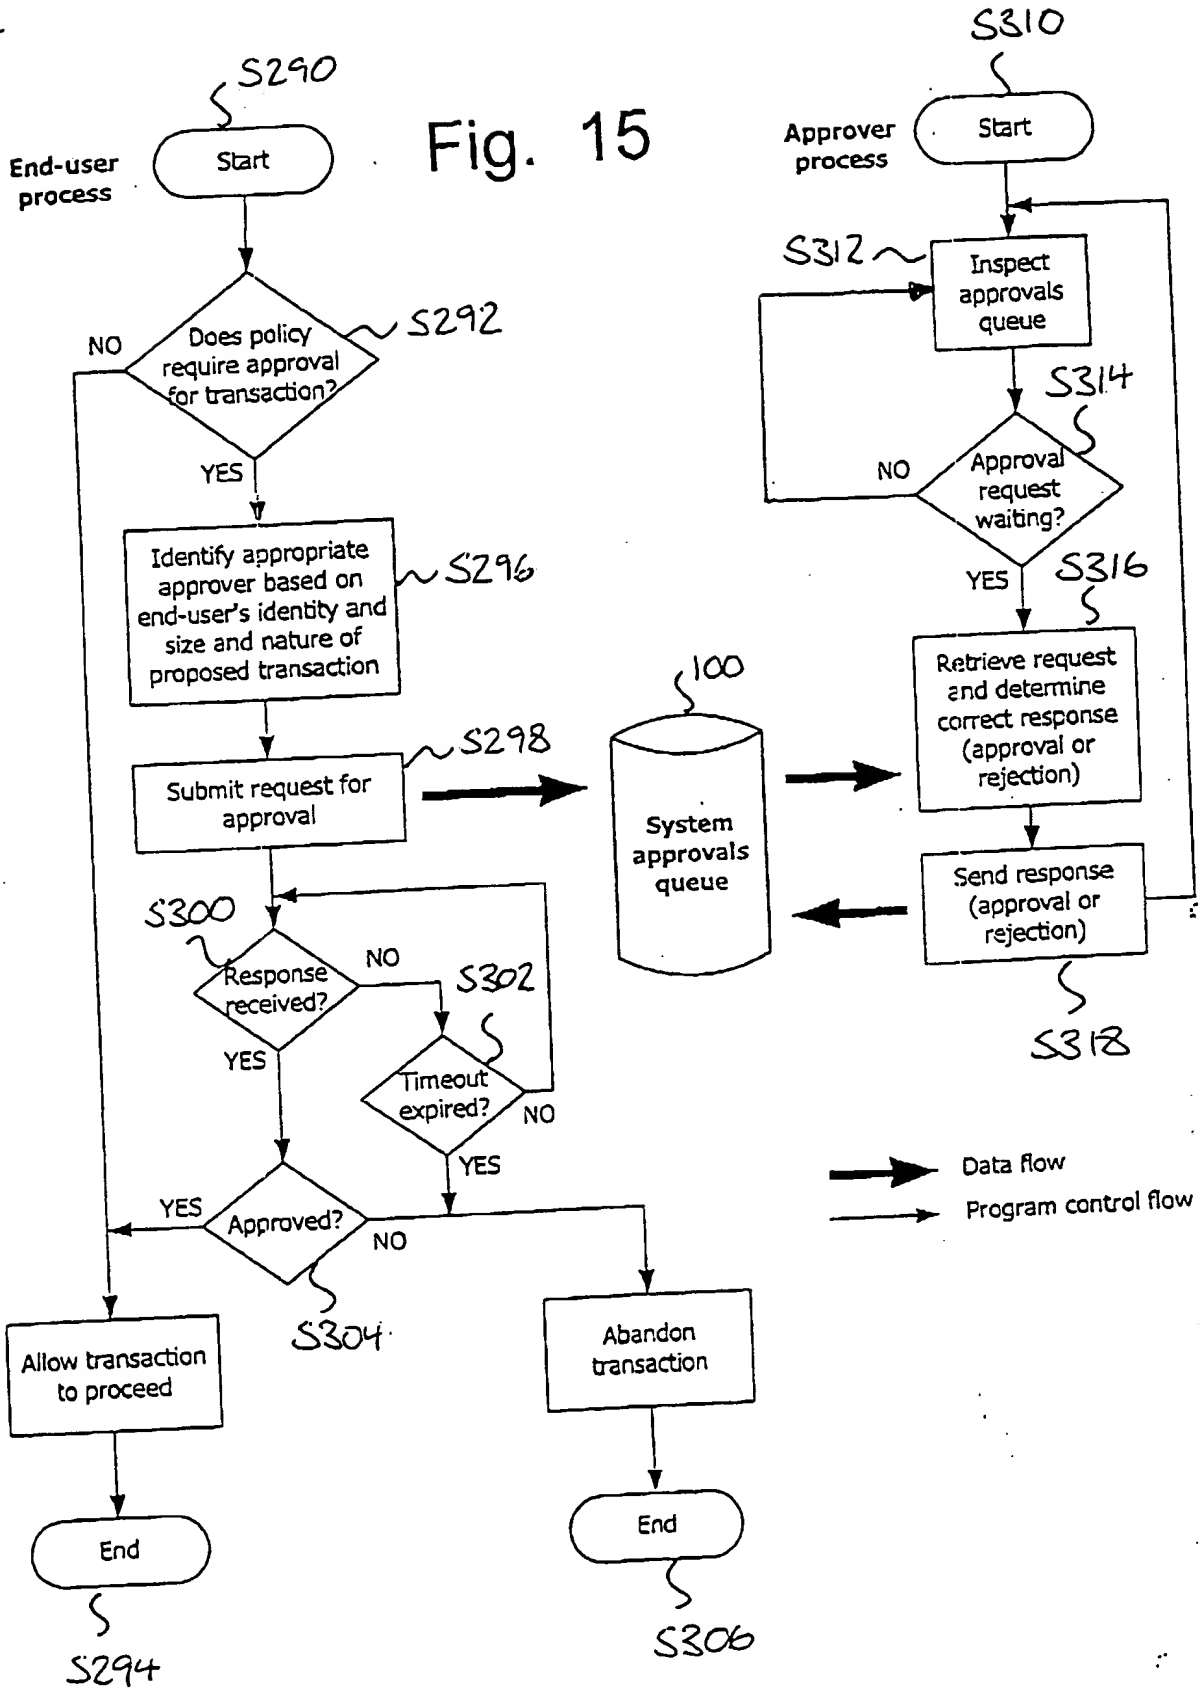 Fig. 15
End-user
process
S290
Start
Does policy
require approval
for transaction?
S292
NO
YES
Identify appropriate
approver based on
end-user's identity and
size and nature of
proposed transaction
S296
Submit request for
approval
S298
S300
Response
received?
NO
YES
S302
Timeout
expired?
NO
YES
Approved?
YES
NO
S304
Allow transaction
to proceed
End
S294
Abandon
transaction
End
S306
100
System
approvals
queue
Approver
process
S310
Start
S312
Inspect
approvals
queue
S314
Approval
request
waiting?
NO
YES
S316
Retrieve request
and determine
correct response
(approval or
rejection)
Send response
(approval or
rejection)
S318
Data flow
Program control flow